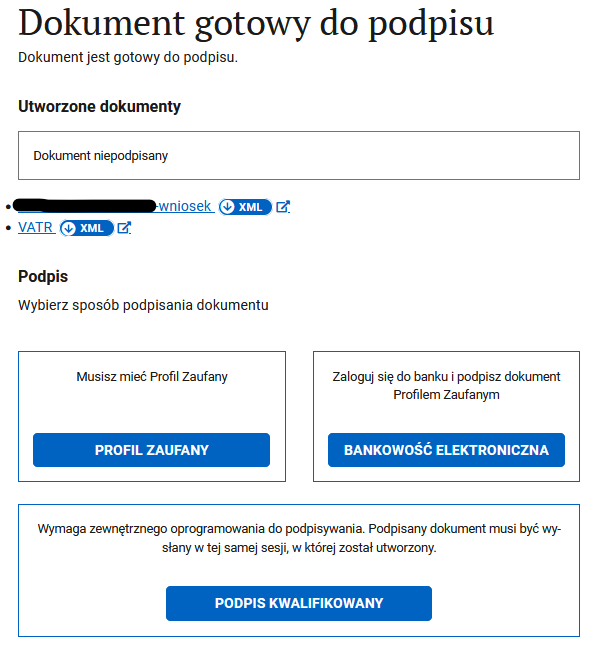 Dokument gotowy do podpisu
Dokument jest gotowy do podpisu.
Utworzone dokumenty
Dokument niepodpisany
-wniosek XML
VATR XML
Podpis
Wybierz sposób podpisania dokumentu
Musisz mieć Profil Zaufany
PROFIL ZAUFANY
Zaloguj się do banku i podpisz dokument
Profilem Zaufanym
BANKOWOŚĆ ELEKTRONICZNA
Wymaga zewnętrznego oprogramowania do podpisywania. Podpisany dokument musi być wy-
słany w tej samej sesji, w której został utworzony.
PODPIS KWALIFIKOWANY